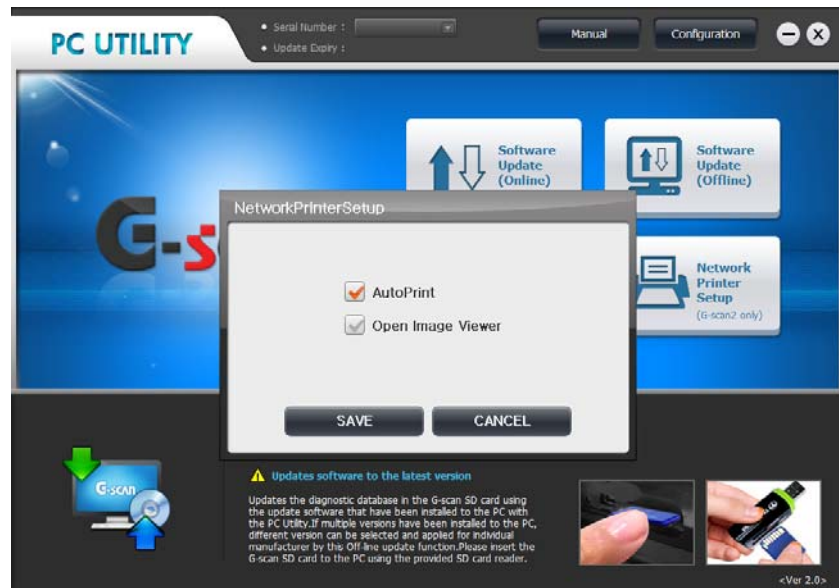 PC UTILITY
• Serial Number :
• Update Expiry :
Manual
Configuration
Software
Update
(Online)
Software
Update
(Offline)
G-s
NetworkPrinterSetup
AutoPrint
Open Image Viewer
SAVE
CANCEL
Network
Printer
Setup
(G-scan2 only)
G-scan
Updates software to the latest version
Updates the diagnostic database in the G-scan SD card using
the update software that have been installed to the PC with
the PC Utility.If multiple versions have been installed to the PC,
different version can be selected and applied for individual
manufacturer by this Off-line update function.Please insert the
G-scan SD card to the PC using the provided SD card reader.
<Ver 2.0>